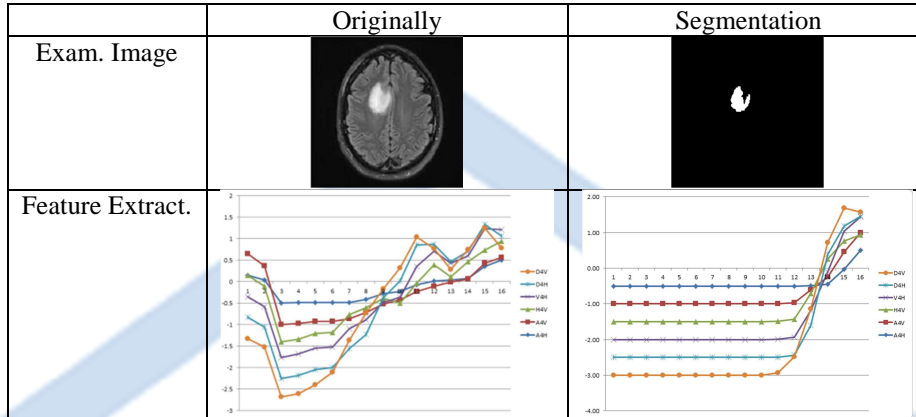 Originally Segmentation
Exam. Image
Feature Extract.
2
1.5
1
0.5
0
-0.5
-1
-1.5
-2
-2.5
-3
1 2 3 4 5 6 7 8 9 10 11 12 13 14 15 16
D4V
D4H
V4V
H4V
A4V
A4H
2.00
1.00
0.00
-1.00
-2.00
-3.00
-4.00
1 2 3 4 5 6 7 8 9 10 11 12 13 14 15 16
D4V
D4H
V4V
H4V
A4V
A4H